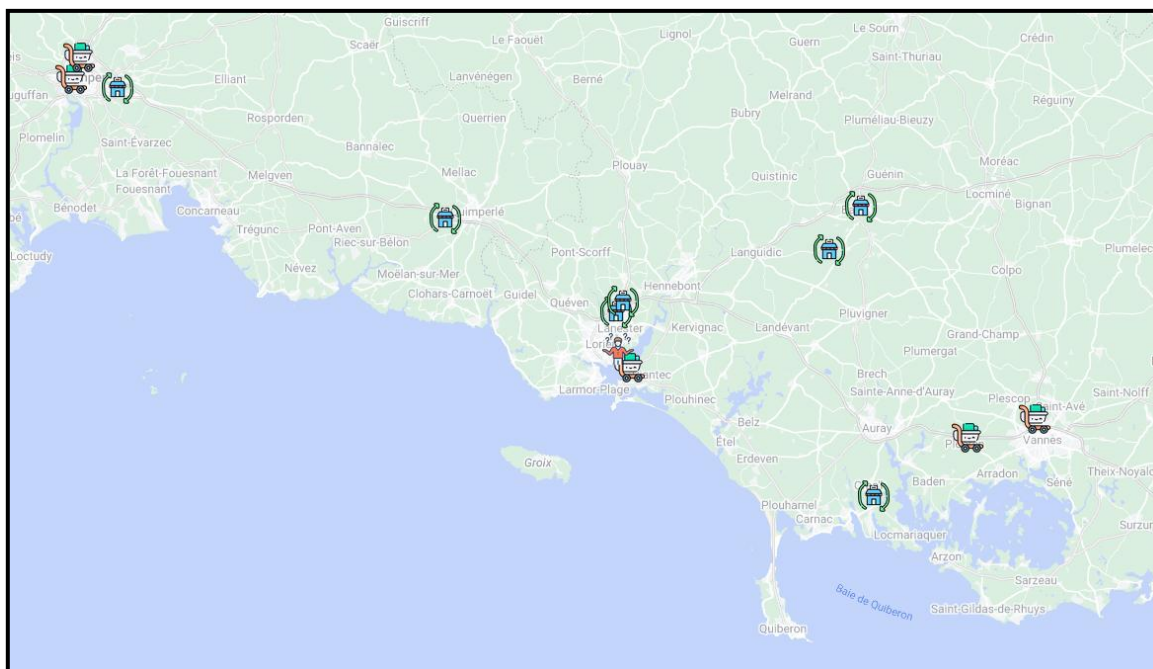 Guiscriff
Le Faouët
Lignol
Guern
Le Sourn
Crédin
Scaër
Saint-Thuriau
Elliant
Lanvénégen
Berné
Melrand
Réguiny
uguffan
Rosporden
Querrien
Bubry
Pluméliau-Bieuzy
Plomelin
Saint-Évarzec
Bannalec
Plouay
Moréac
La Forêt-Fouesnant
Fouesnant
Melgven
Mellac
Quistinic
Guénin
Locminé
Bignan
Bénodet
Concarneau
uimperlé
Trégunc
Pont-Aven
Riec-sur-Bélon
Pont-Scorff
Languidic
Plumelec
Loctudy
Nevez
Moëlan-sur-Mer
Colpo
Clohars-Carnoët
Guidel
Quéven
Hennebont
Pluvigner
Lanester
Kervignac
Landévant
Grand-Champ
Plumergat
?? ??
antec
Brech
Larmor-Plage
Plouhinec
Sainte-Anne-d'Auray
Plescop
Saint-Avé
Saint-Nolff
Belz
Auray
Étel
Vannes
Groix
Erdeven
Baden
Arradon
Séné
Theix-Noyalo
Plouharnel
Carnac
Locmariaquer
Surzur
Arzon
Sarzeau
Baie de Quiberon
Saint-Gildas-de-Rhuys
Quiberon